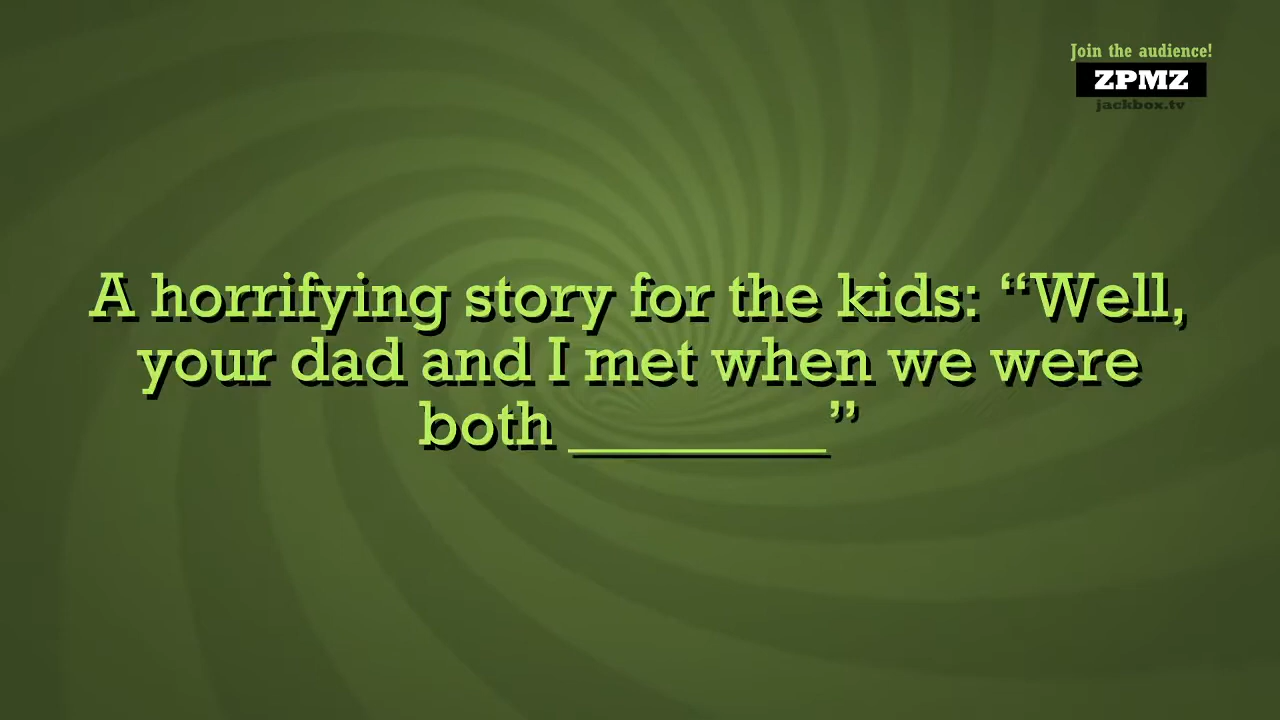 Join the audience!
ZPMZ
jackbox.tv
A horrifying story for the kids: “Well,
your dad and I met when we were
both ________”